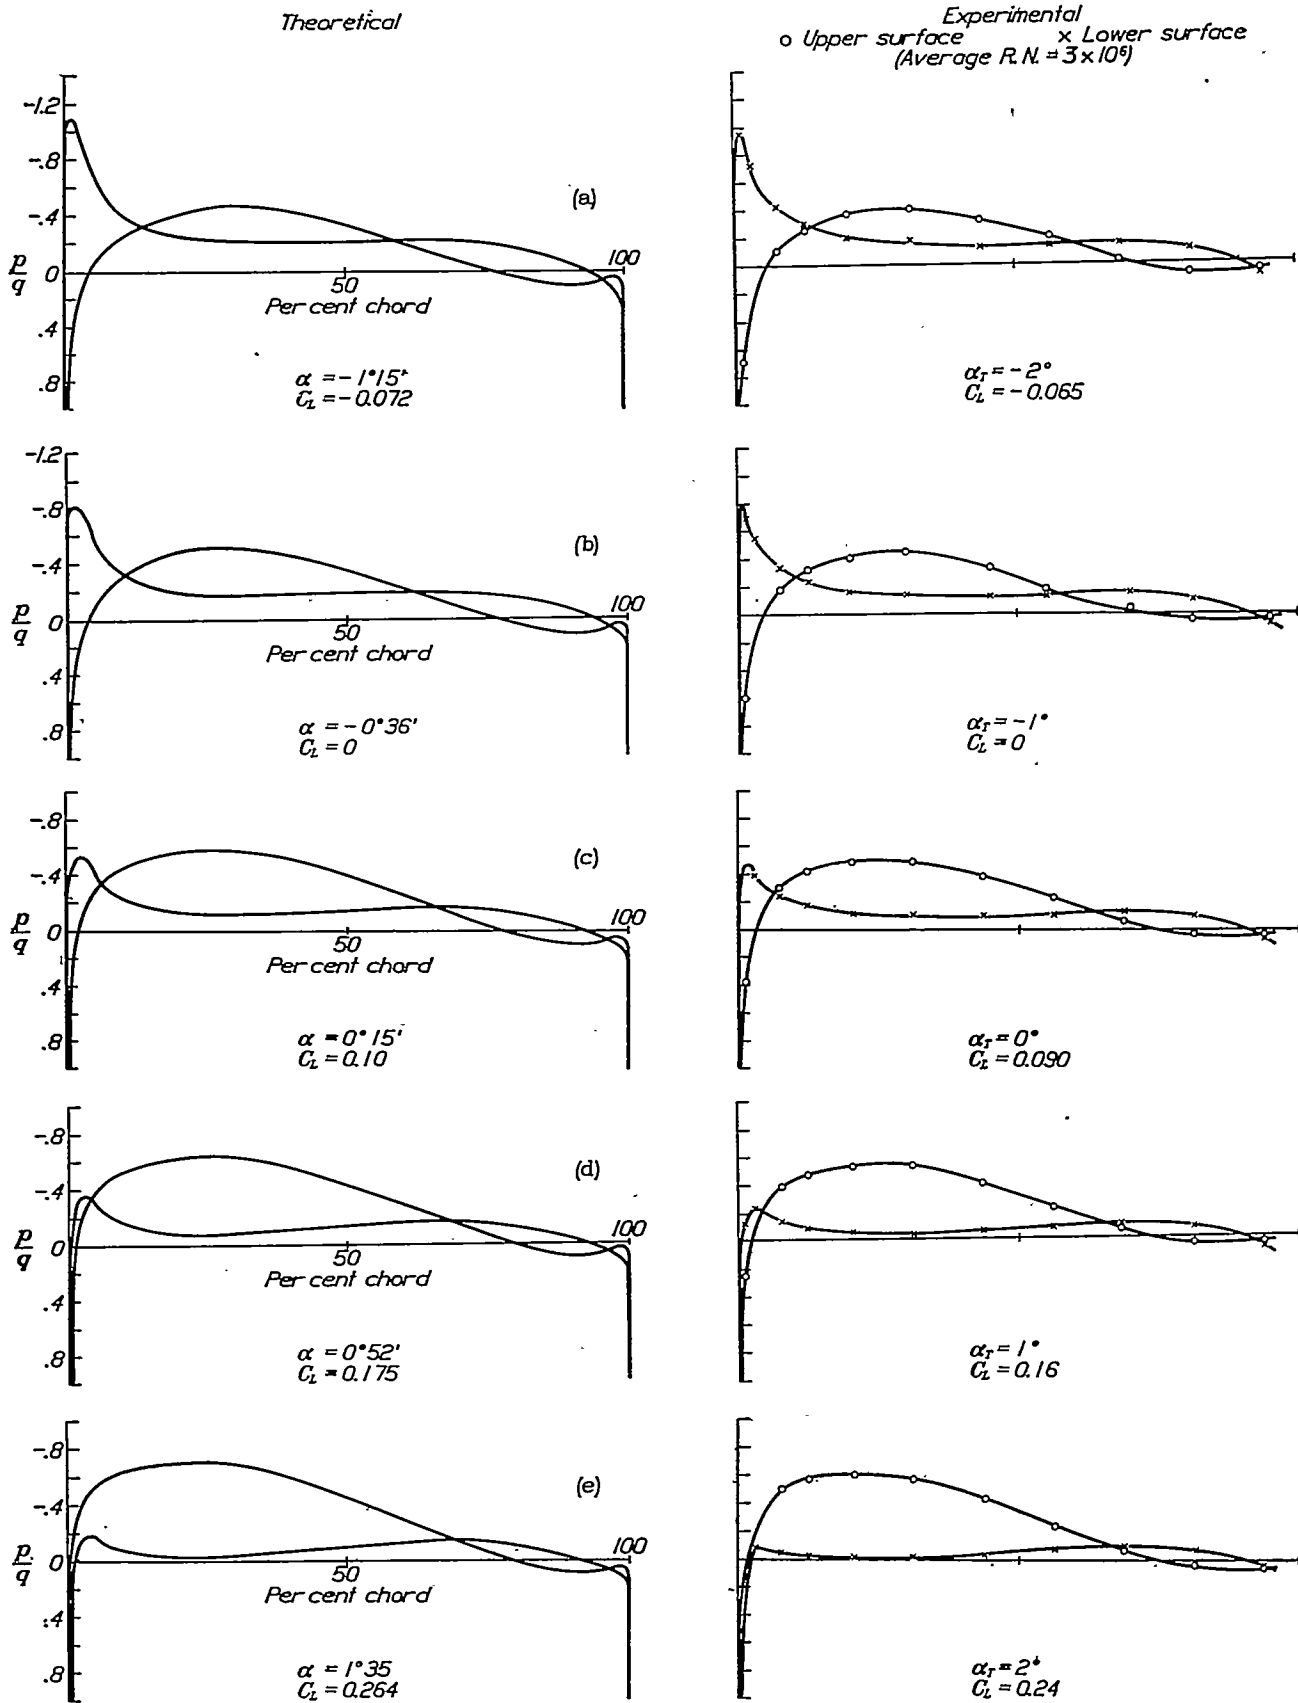 Theoretical
Experimental
o Upper surface x Lower surface
(Average R.N. = 3×10⁶)
-1.2
-.8
-.4
0
.4
.8
p/q
(a)
100
50
Per cent chord
α = -1°15'
C_L = -0.072
α_T = -2°
C_L = -0.065
-1.2
-.8
-.4
0
.4
.8
p/q
(b)
100
50
Per cent chord
α = -0°36'
C_L = 0
α_T = -1°
C_L = 0
-.8
-.4
0
.4
.8
p/q
(c)
100
50
Per cent chord
α = 0°15'
C_L = 0.10
α_T = 0°
C_L = 0.090
-.8
-.4
0
.4
.8
p/q
(d)
100
50
Per cent chord
α = 0°52'
C_L = 0.175
α_T = 1°
C_L = 0.16
-.8
-.4
0
.4
.8
p/q
(e)
100
50
Per cent chord
α = 1°35
C_L = 0.264
α_T = 2°
C_L = 0.24